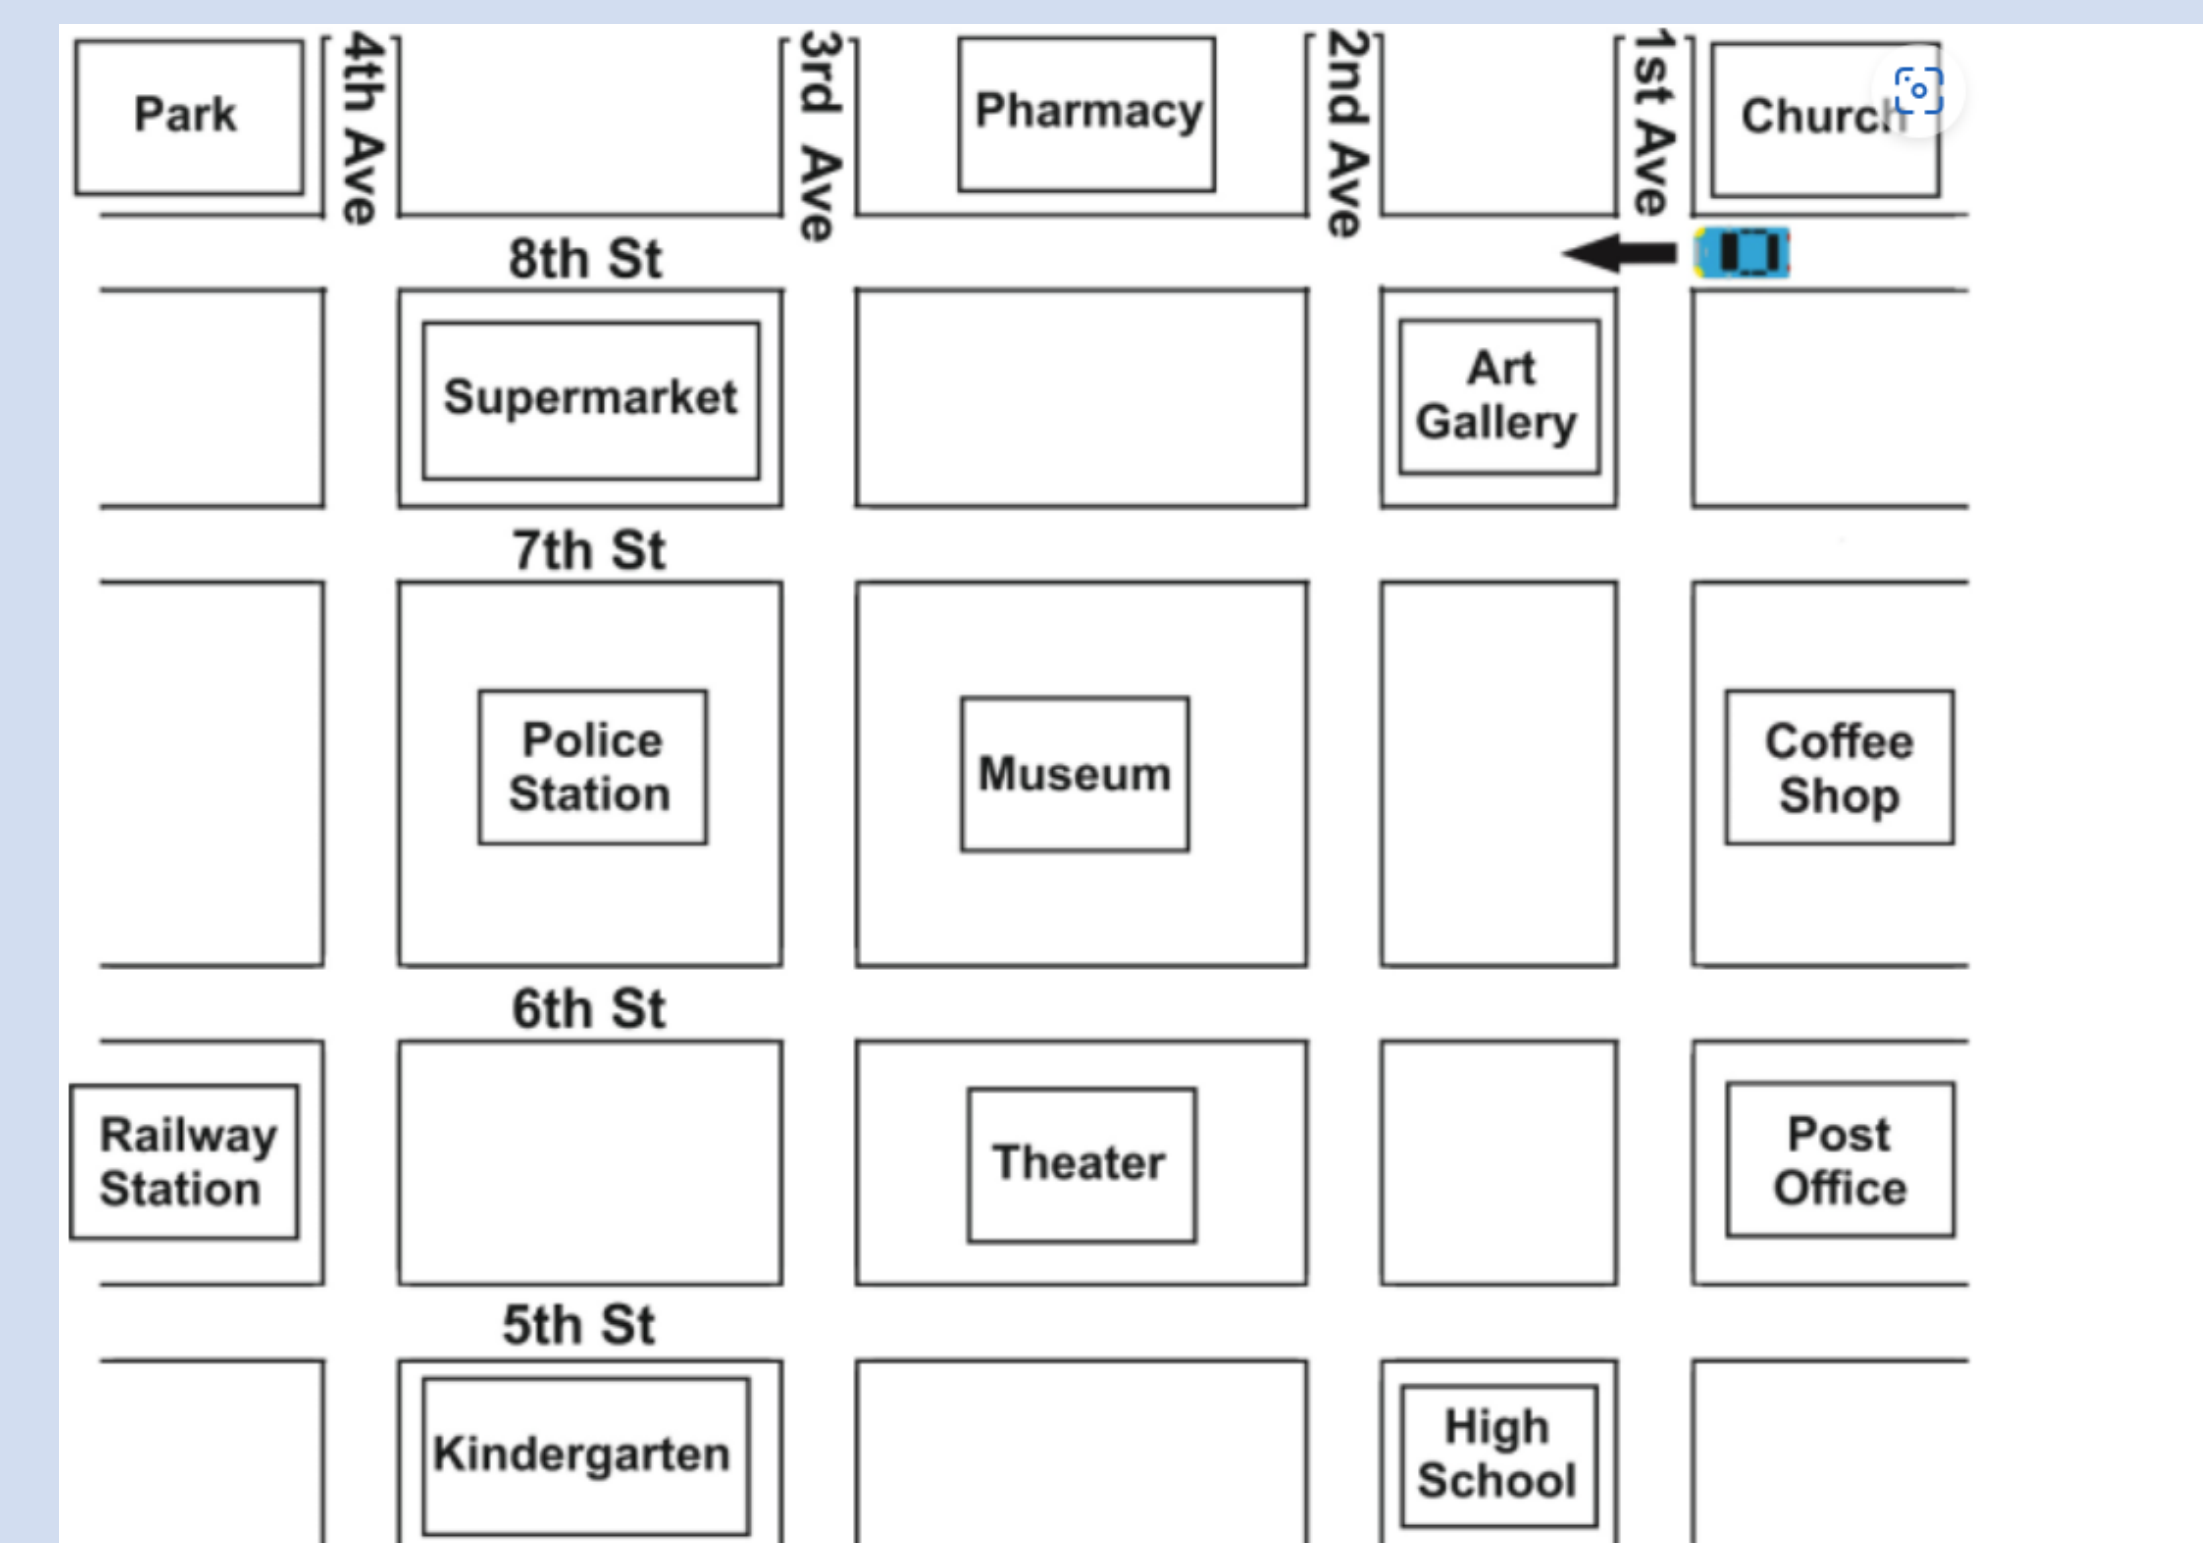 Park
4th Ave
3rd Ave
Pharmacy
2nd Ave
1st Ave
Church
8th St
Supermarket
Art
Gallery
7th St
Police
Station
Museum
Coffee
Shop
6th St
Railway
Station
Theater
Post
Office
5th St
Kindergarten
High
School